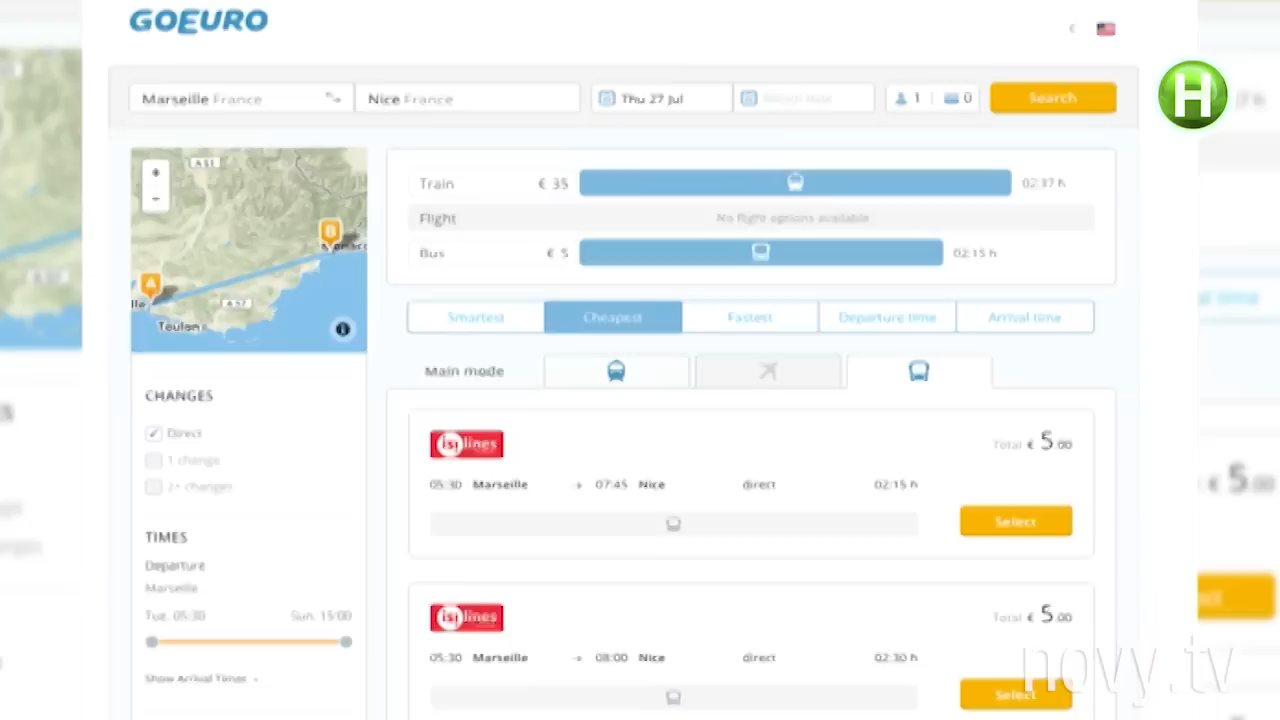 GOEURO
€
Marseille France
Nice France
Thu 27 Jul
1
0
Search
H
A51
B
A
A57
Toulon
Train € 35 02:37 h
Flight No flight options available
Bus € 5 02:15 h
Smartest Cheapest Fastest Departure time Arrival time
Main mode
CHANGES
Direct
1 change
2+ changes
TIMES
Departure
Marseille
Tue. 05:30 Sun. 15:00
Show Arrival Times
isilines
Total € 5.00
05:30 Marseille → 07:45 Nice direct 02:15 h
Select
isilines
Total € 5.00
05:30 Marseille → 08:00 Nice direct 02:30 h
Select
novy.tv